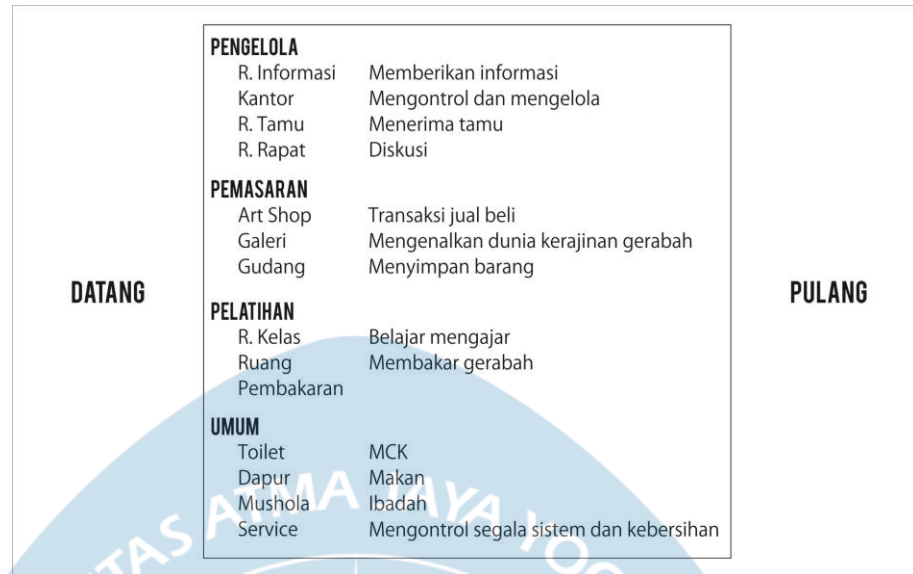 PENGELOLA
R. Informasi Memberikan informasi
Kantor Mengontrol dan mengelola
R. Tamu Menerima tamu
R. Rapat Diskusi
PEMASARAN
Art Shop Transaksi jual beli
Galeri Mengenalkan dunia kerajinan gerabah
Gudang Menyimpan barang
DATANG
PULANG
PELATIHAN
R. Kelas Belajar mengajar
Ruang Membakar gerabah
Pembakaran
UMUM
Toilet MCK
Dapur Makan
Mushola Ibadah
Service Mengontrol segala sistem dan kebersihan
ATMA JAYA